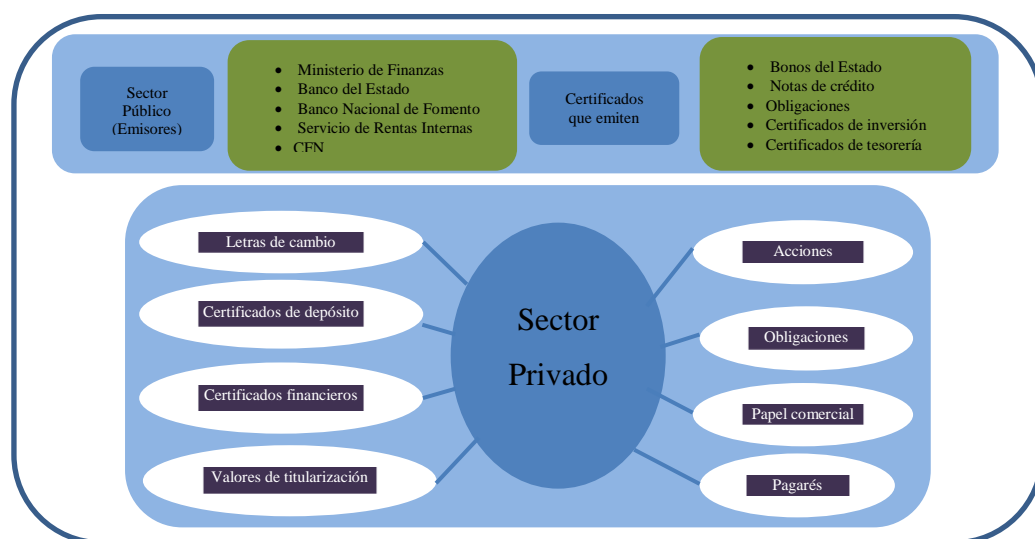 Sector
Público
(Emisores)
• Ministerio de Finanzas
• Banco del Estado
• Banco Nacional de Fomento
• Servicio de Rentas Internas
• CFN
Certificados
que emiten
• Bonos del Estado
• Notas de crédito
• Obligaciones
• Certificados de inversión
• Certificados de tesorería
Letras de cambio
Certificados de depósito
Certificados financieros
Valores de titularización
Sector
Privado
Acciones
Obligaciones
Papel comercial
Pagarés